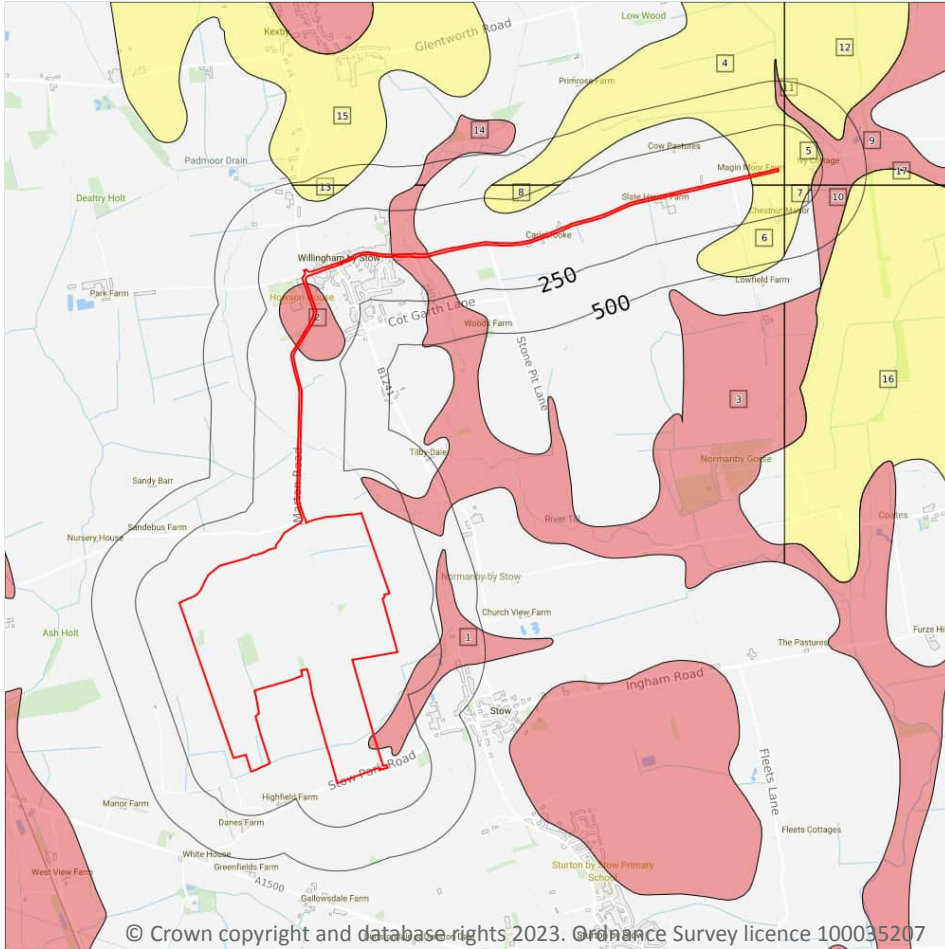 Low Wood
Kexby
Glentworth Road
12
4
Primrose Farm
11
15
14
9
Cow Pastures
5
Padmoor Drain
Magin Moor Farm
Ivy Cottage
17
13
8
7
10
Dealtry Holt
Slate House Farm
Chestnut Manor
6
Willingham by Stow
250
Lowfield Farm
Park Farm
500
Cot Garth Lane
2
Woods Farm
Stone Pit Lane
B1241
16
3
Tilby Dale
Normanby Gorse
Sandy Barr
Marton Road
Coates
River Till
Sandebus Farm
Nursery House
Normanby by Stow
Church View Farm
Ash Holt
1
The Pastures
Ingham Road
Stow
Stow Park Road
Fleets Lane
Highfield Farm
Manor Farm
Danes Farm
Fleets Cottages
White House
Greenfields Farm
Sturton by Stow Primary
School
West View Farm
A1500
Gallowsdale Farm
© Crown copyright and database rights 2023. Ordnance Survey licence 100035207